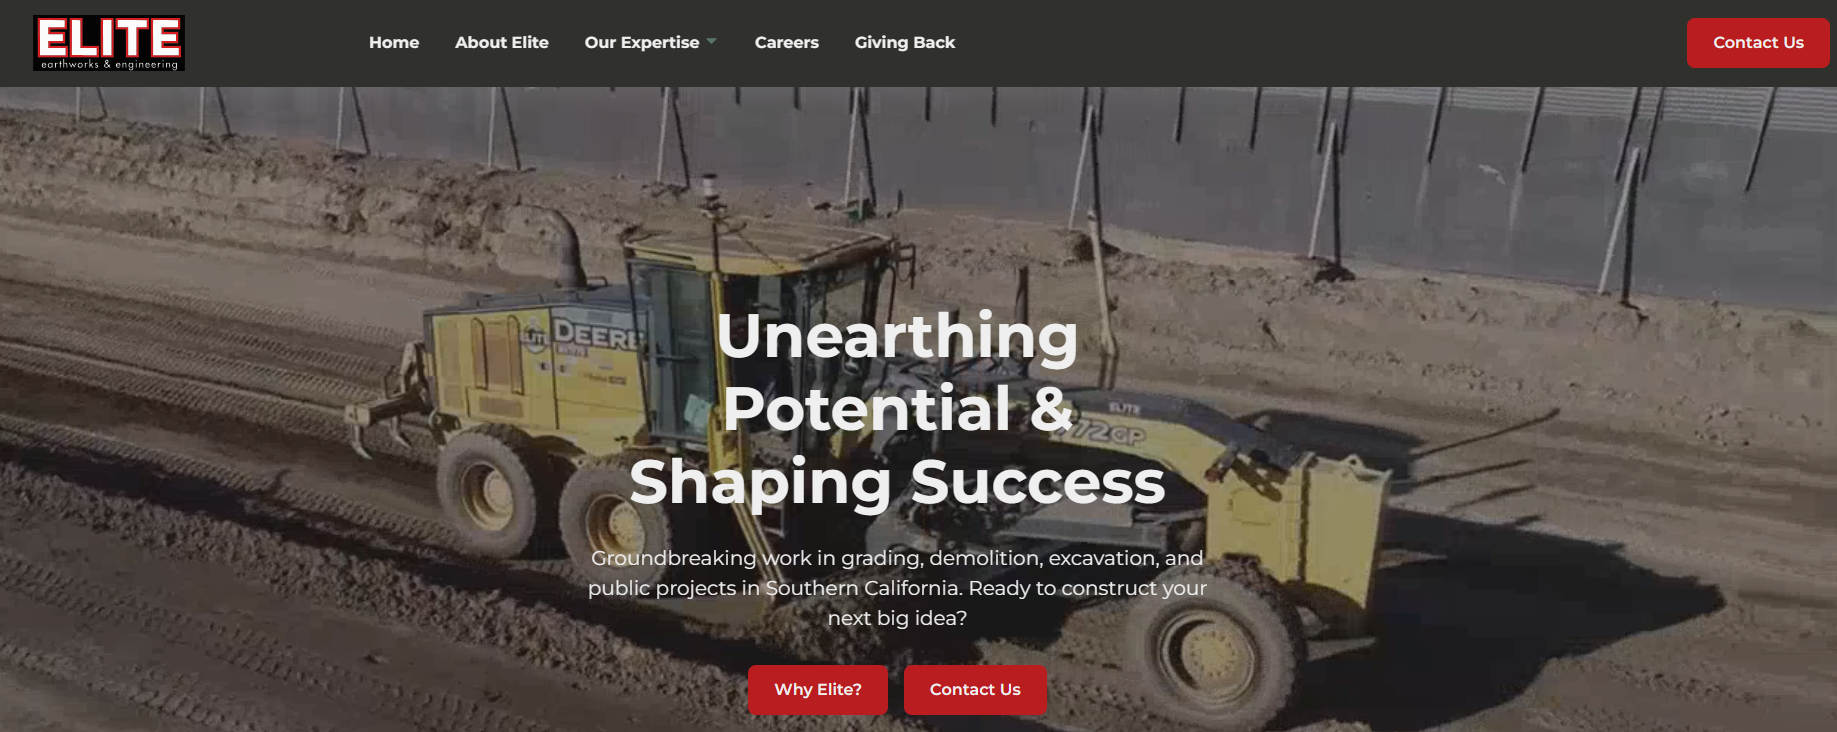 ELITE
earthworks & engineering
Home
About Elite
Our Expertise
Careers
Giving Back
Contact Us
DEERE
ELITE
772GP
Unearthing
Potential &
Shaping Success
Groundbreaking work in grading, demolition, excavation, and
public projects in Southern California. Ready to construct your
next big idea?
Why Elite?
Contact Us